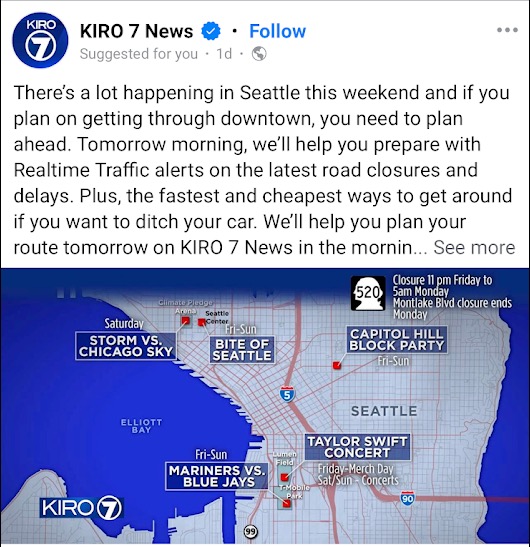 KIRO
7
KIRO 7 News · Follow
Suggested for you · 1d ·
There's a lot happening in Seattle this weekend and if you
plan on getting through downtown, you need to plan
ahead. Tomorrow morning, we'll help you prepare with
Realtime Traffic alerts on the latest road closures and
delays. Plus, the fastest and cheapest ways to get around
if you want to ditch your car. We'll help you plan your
route tomorrow on KIRO 7 News in the mornin... See more
520
Closure 11 pm Friday to
5am Monday
Montlake Blvd closure ends
Monday
Climate Pledge
Arena
Seattle
Center
Saturday
STORM VS.
CHICAGO SKY
Fri-Sun
BITE OF
SEATTLE
CAPITOL HILL
BLOCK PARTY
Fri-Sun
5
SEATTLE
ELLIOTT
BAY
TAYLOR SWIFT
CONCERT
Friday-Merch Day
Sat/Sun - Concerts
Lumen
Field
Fri-Sun
MARINERS VS.
BLUE JAYS
T-Mobile
Park
90
KIRO 7
99